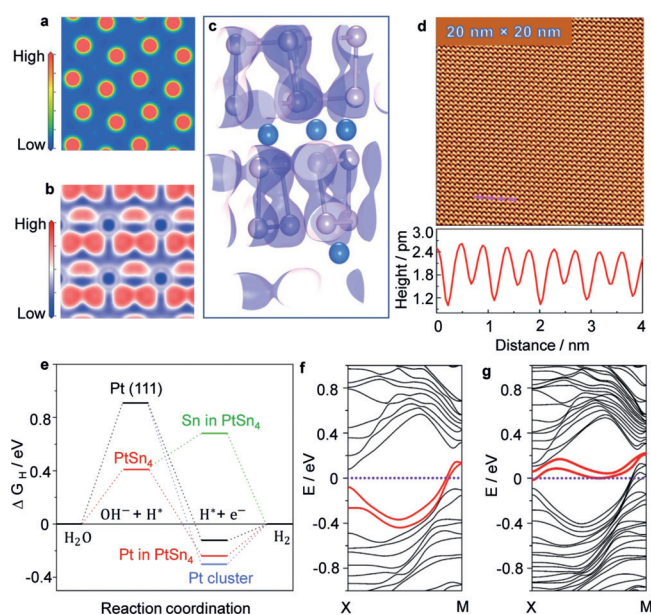 a
High
Low
b
High
Low
c
d
20 nm × 20 nm
Height / pm
3.0
2.4
1.8
1.2
0 1 2 3 4
Distance / nm
e
Δ G_H / eV
0.8
0.4
0
-0.4
Pt (111)
Sn in PtSn₄
PtSn₄
OH⁻ + H* H* + e⁻
H₂O H₂
Pt in PtSn₄
Pt cluster
Reaction coordination
f
E / eV
0.8
0.4
0
-0.4
-0.8
X M
g
E / eV
0.8
0.4
0
-0.4
-0.8
X M